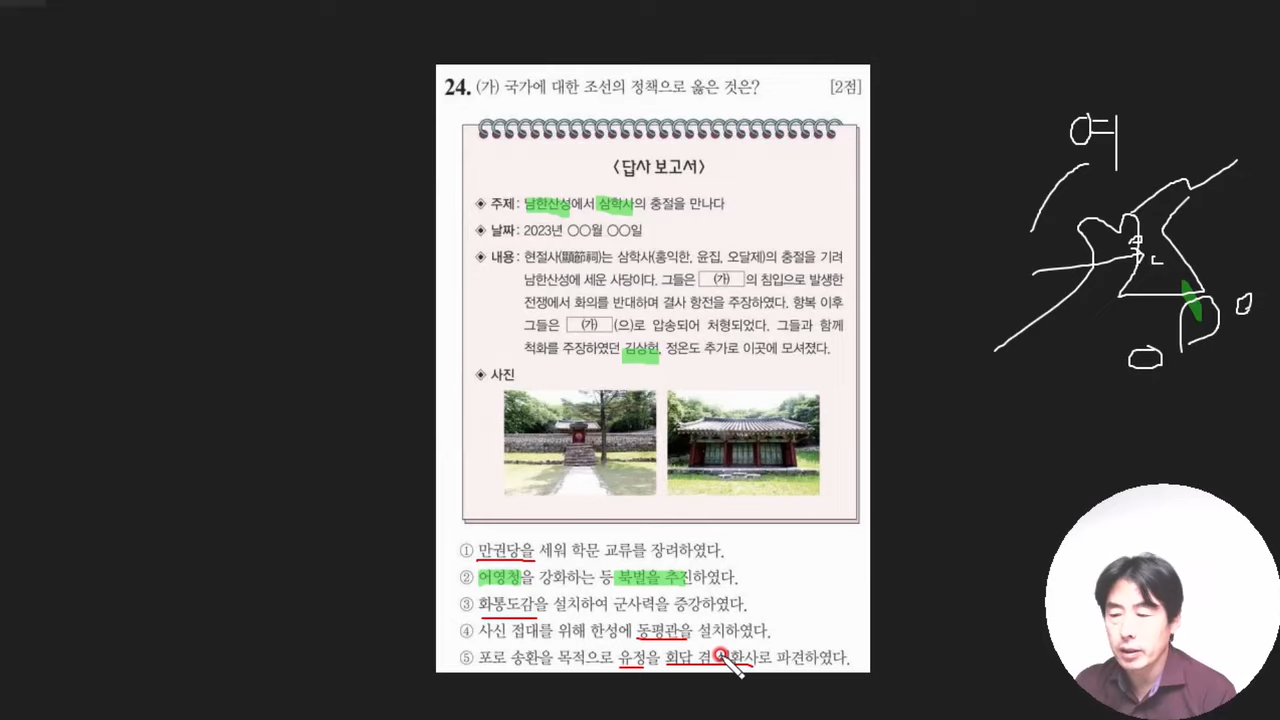 24. (가) 국가에 대한 조선의 정책으로 옳은 것은? [2점]
〈답사 보고서〉
◈ 주제: 남한산성에서 삼학사의 충절을 만나다
◈ 날짜: 2023년 ○○월 ○○일
◈ 내용: 현절사(顯節祠)는 삼학사(홍익한, 윤집, 오달제)의 충절을 기려
남한산성에 세운 사당이다. 그들은 (가) 의 침입으로 발생한
전쟁에서 화의를 반대하며 결사 항전을 주장하였다. 항복 이후
그들은 (가) (으)로 압송되어 처형되었다. 그들과 함께
척화를 주장하였던 김상헌, 정온도 추가로 이곳에 모셔졌다.
◈ 사진
① 만권당을 세워 학문 교류를 장려하였다.
② 어영청을 강화하는 등 북벌을 추진하였다.
③ 화통도감을 설치하여 군사력을 증강하였다.
④ 사신 접대를 위해 한성에 동평관을 설치하였다.
⑤ 포로 송환을 목적으로 유정을 회답 겸 파견하였다.
여